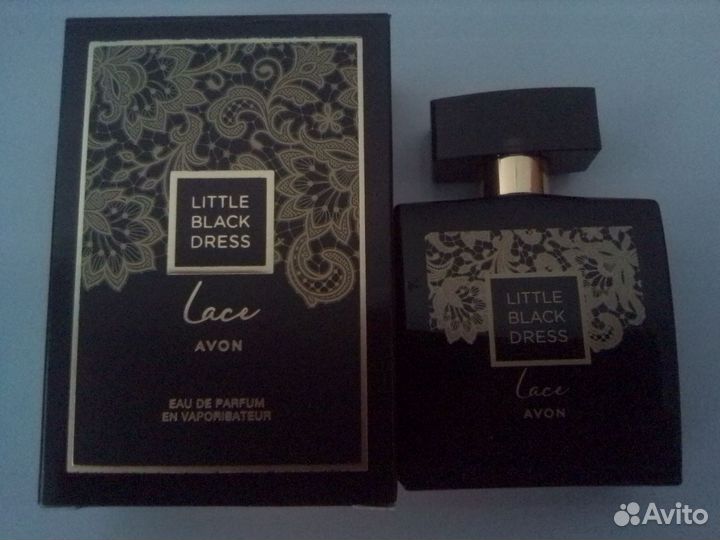 LITTLE
BLACK
DRESS
Lace
AVON
EAU DE PARFUM
EN VAPORISATEUR
LITTLE
BLACK
DRESS
Lace
AVON
Avito